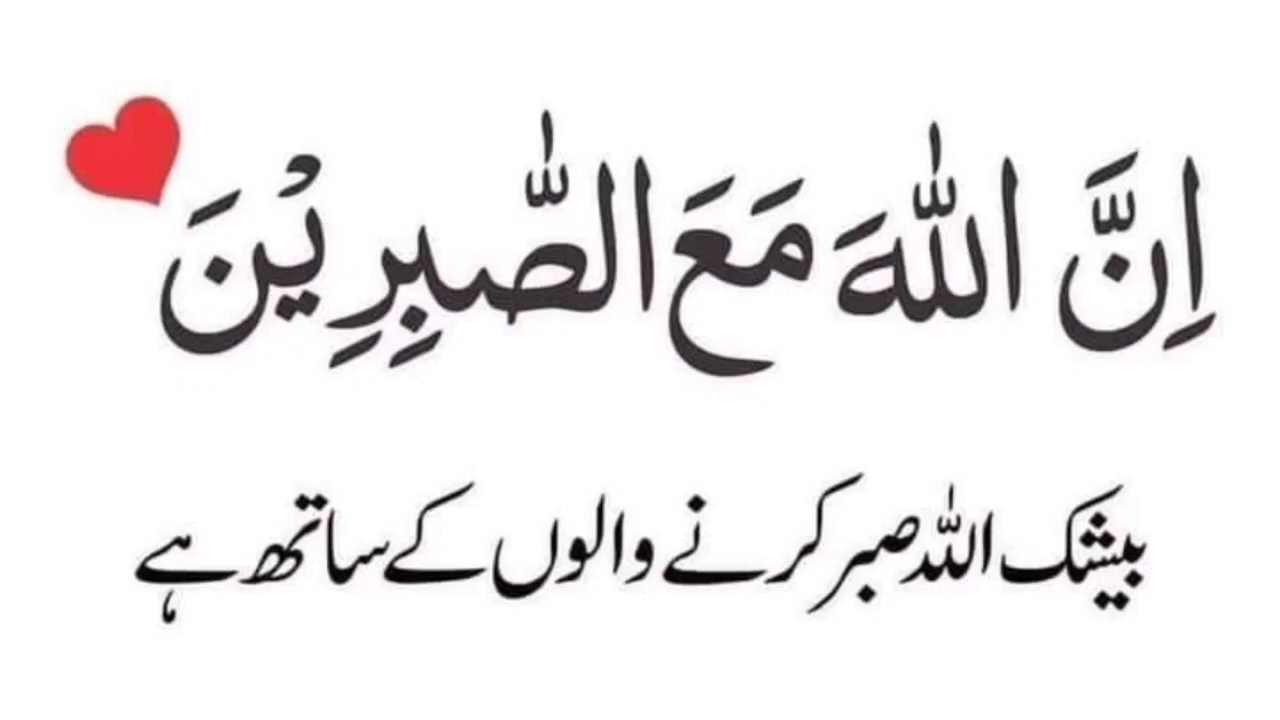 اِنَّ اللّٰهَ مَعَ الصّٰبِرِيْنَ
بیشک اللہ صبر کرنے والوں کے ساتھ ہے